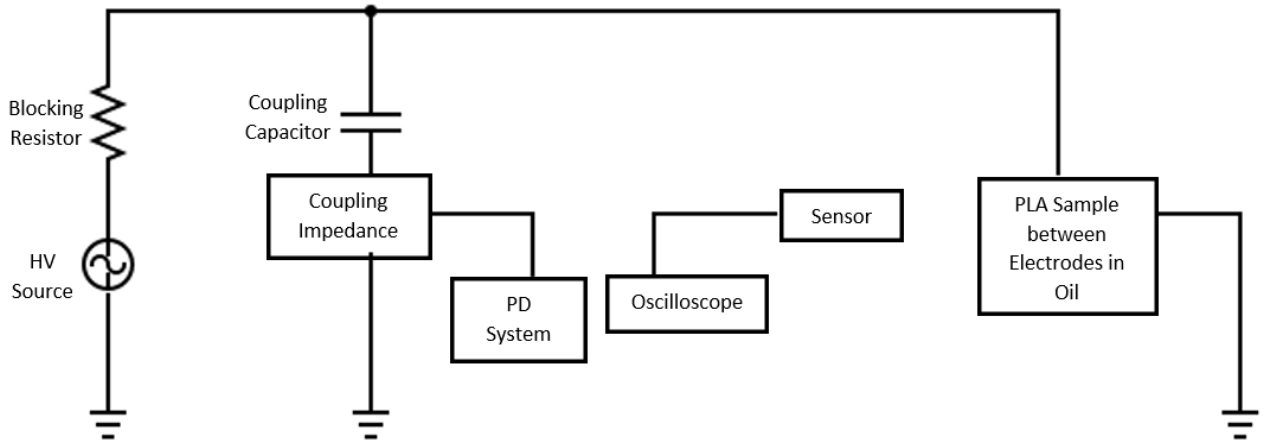 Blocking
Resistor
HV
Source
Coupling
Capacitor
Coupling
Impedance
PD
System
Oscilloscope
Sensor
PLA Sample
between
Electrodes in
Oil